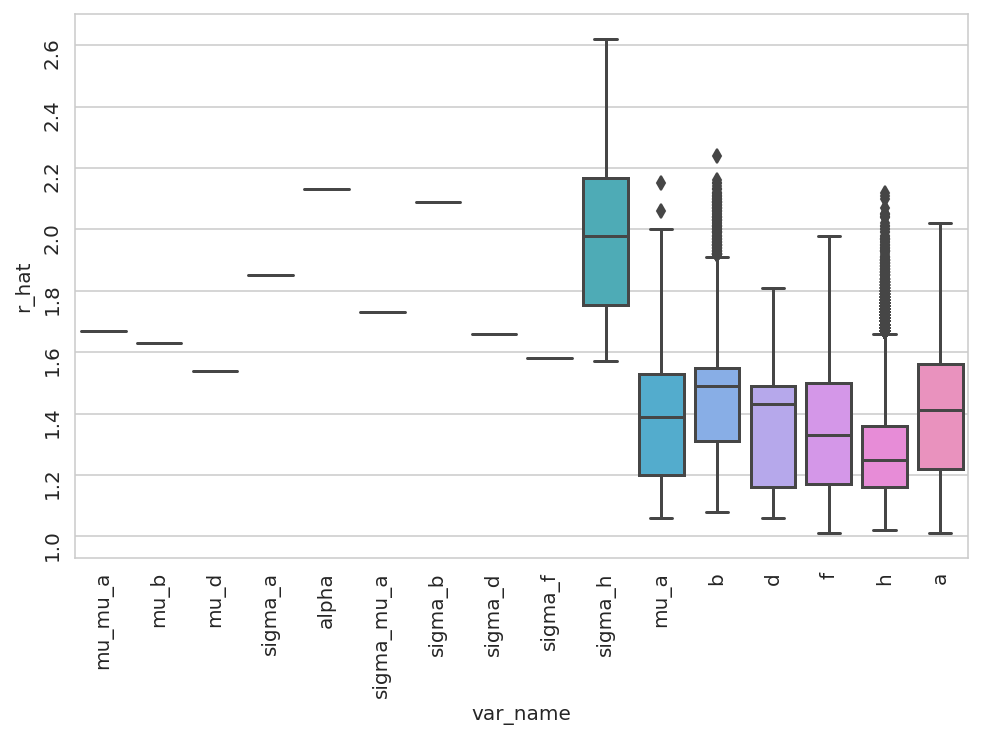 r_hat
2.6
2.4
2.2
2.0
1.8
1.6
1.4
1.2
1.0
mu_mu_a
mu_b
mu_d
sigma_a
alpha
sigma_mu_a
sigma_b
sigma_d
sigma_f
sigma_h
mu_a
b
d
f
h
a
var_name